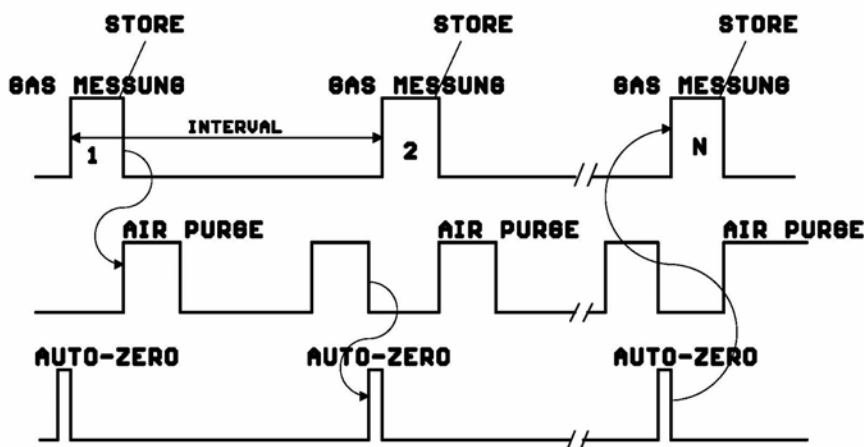 STORE STORE STORE
GAS MESSUNG GAS MESSUNG GAS MESSUNG
INTERVAL
1 2 N
AIR PURGE AIR PURGE AIR PURGE
AUTO-ZERO AUTO-ZERO AUTO-ZERO